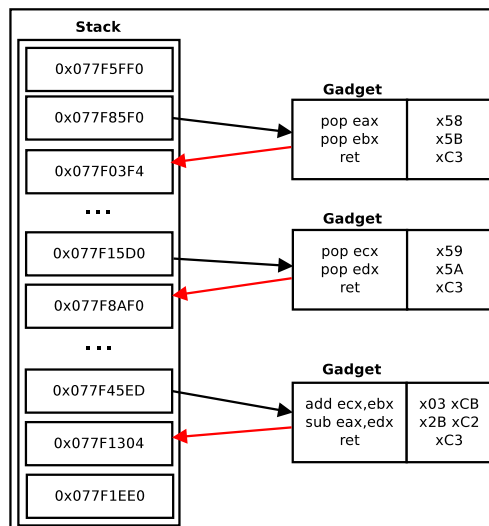 Stack
0x077F5FF0
0x077F85F0
0x077F03F4
...
0x077F15D0
0x077F8AF0
...
0x077F45ED
0x077F1304
0x077F1EE0
Gadget
pop eax
pop ebx
ret
x58
x5B
xC3
Gadget
pop ecx
pop edx
ret
x59
x5A
xC3
Gadget
add ecx,ebx
sub eax,edx
ret
x03 xCB
x2B xC2
xC3